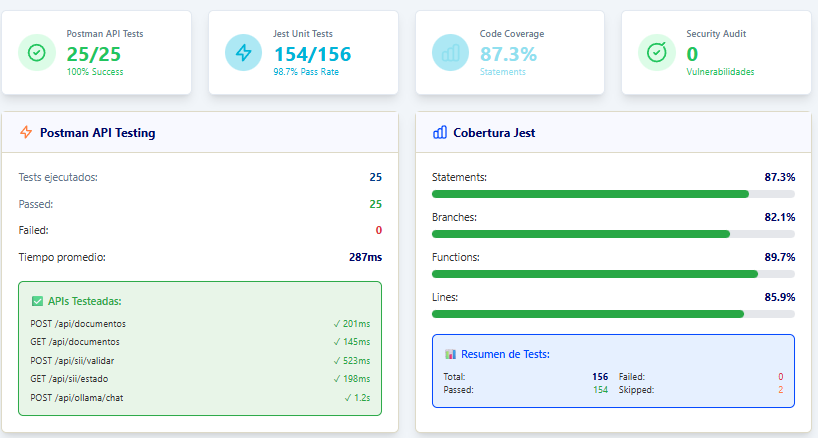 Postman API Tests
25/25
100% Success
Jest Unit Tests
154/156
98.7% Pass Rate
Code Coverage
87.3%
Statements
Security Audit
0
Vulnerabilidades
Postman API Testing
Tests ejecutados: 25
Passed: 25
Failed: 0
Tiempo promedio: 287ms
✅ APIs Testeadas:
POST /api/documentos ✓ 201ms
GET /api/documentos ✓ 145ms
POST /api/sii/validar ✓ 523ms
GET /api/sii/estado ✓ 198ms
POST /api/ollama/chat ✓ 1.2s
Cobertura Jest
Statements: 87.3%
Branches: 82.1%
Functions: 89.7%
Lines: 85.9%
📊 Resumen de Tests:
Total: 156 Failed: 0
Passed: 154 Skipped: 2